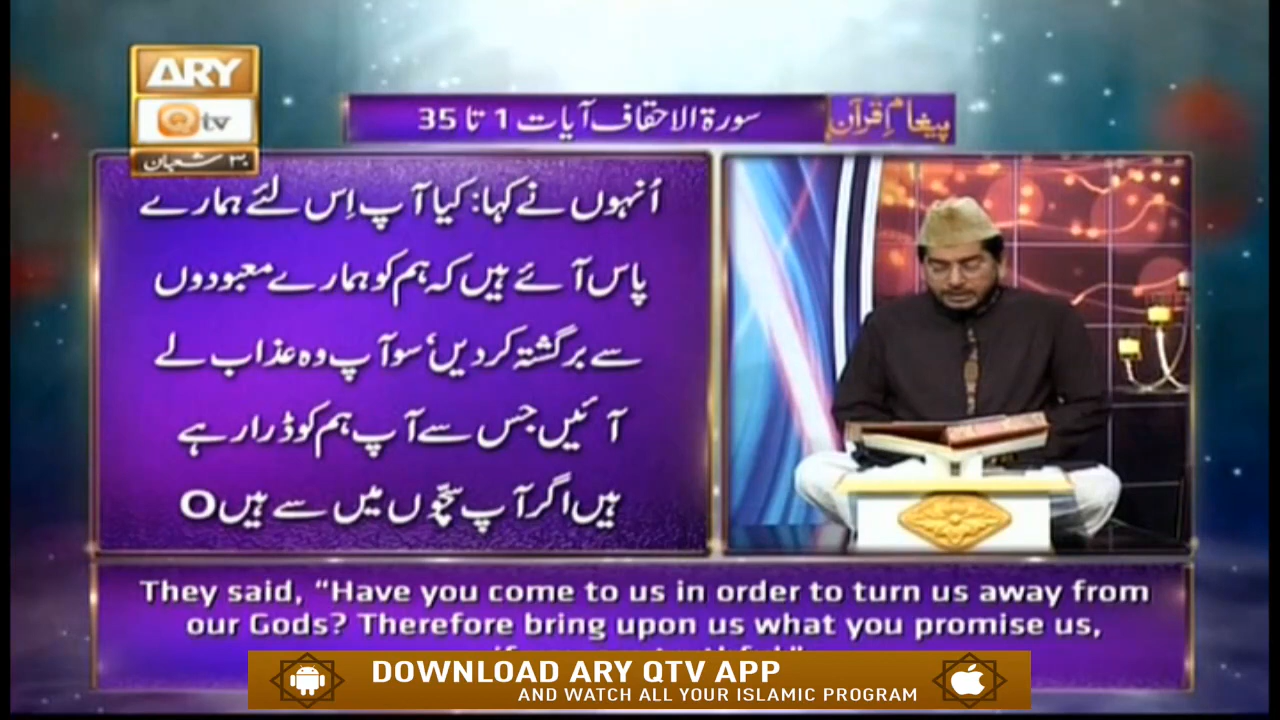 ARY
Qtv
۳ شعبان
پیغامِ قرآن
سورۃ الاحقاف آیات 1 تا 35
اُنہوں نے کہا: کیا آپ اِس لئے ہمارے
پاس آئے ہیں کہ ہم کو ہمارے معبودوں
سے برگشتہ کردیں، سو آپ وہ عذاب لے
آئیں جس سے آپ ہم کو ڈرا رہے
ہیں اگر آپ سچّوں میں سے ہیں O
They said, “Have you come to us in order to turn us away from
our Gods? Therefore bring upon us what you promise us,
DOWNLOAD ARY QTV APP
AND WATCH ALL YOUR ISLAMIC PROGRAM